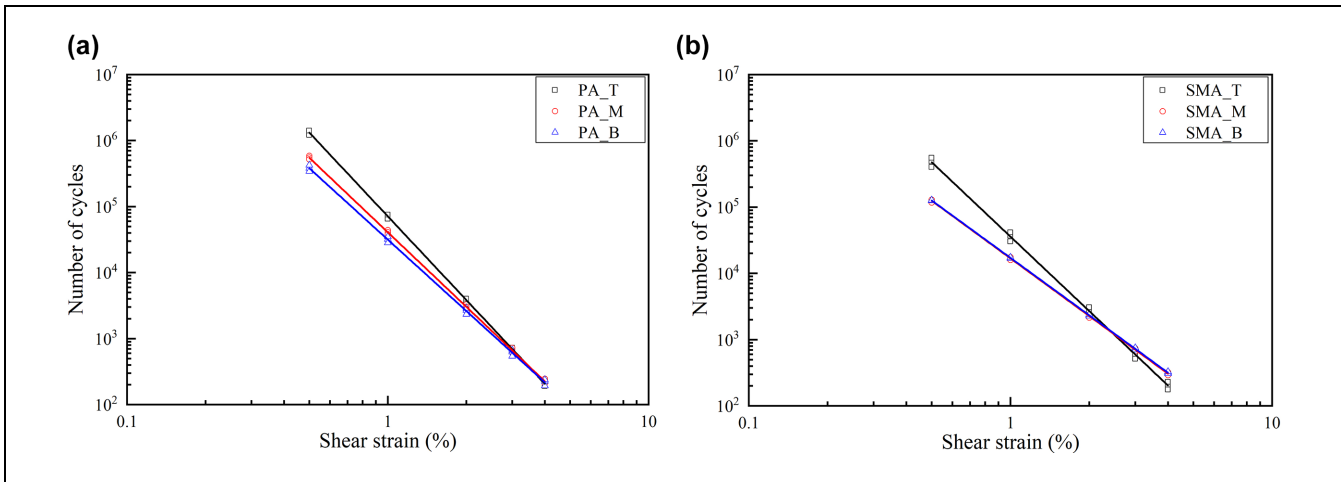 (a)
10^7
10^6
10^5
10^4
10^3
10^2
Number of cycles
PA_T
PA_M
PA_B
0.1
1
10
Shear strain (%)
(b)
10^7
10^6
10^5
10^4
10^3
10^2
Number of cycles
SMA_T
SMA_M
SMA_B
0.1
1
10
Shear strain (%)